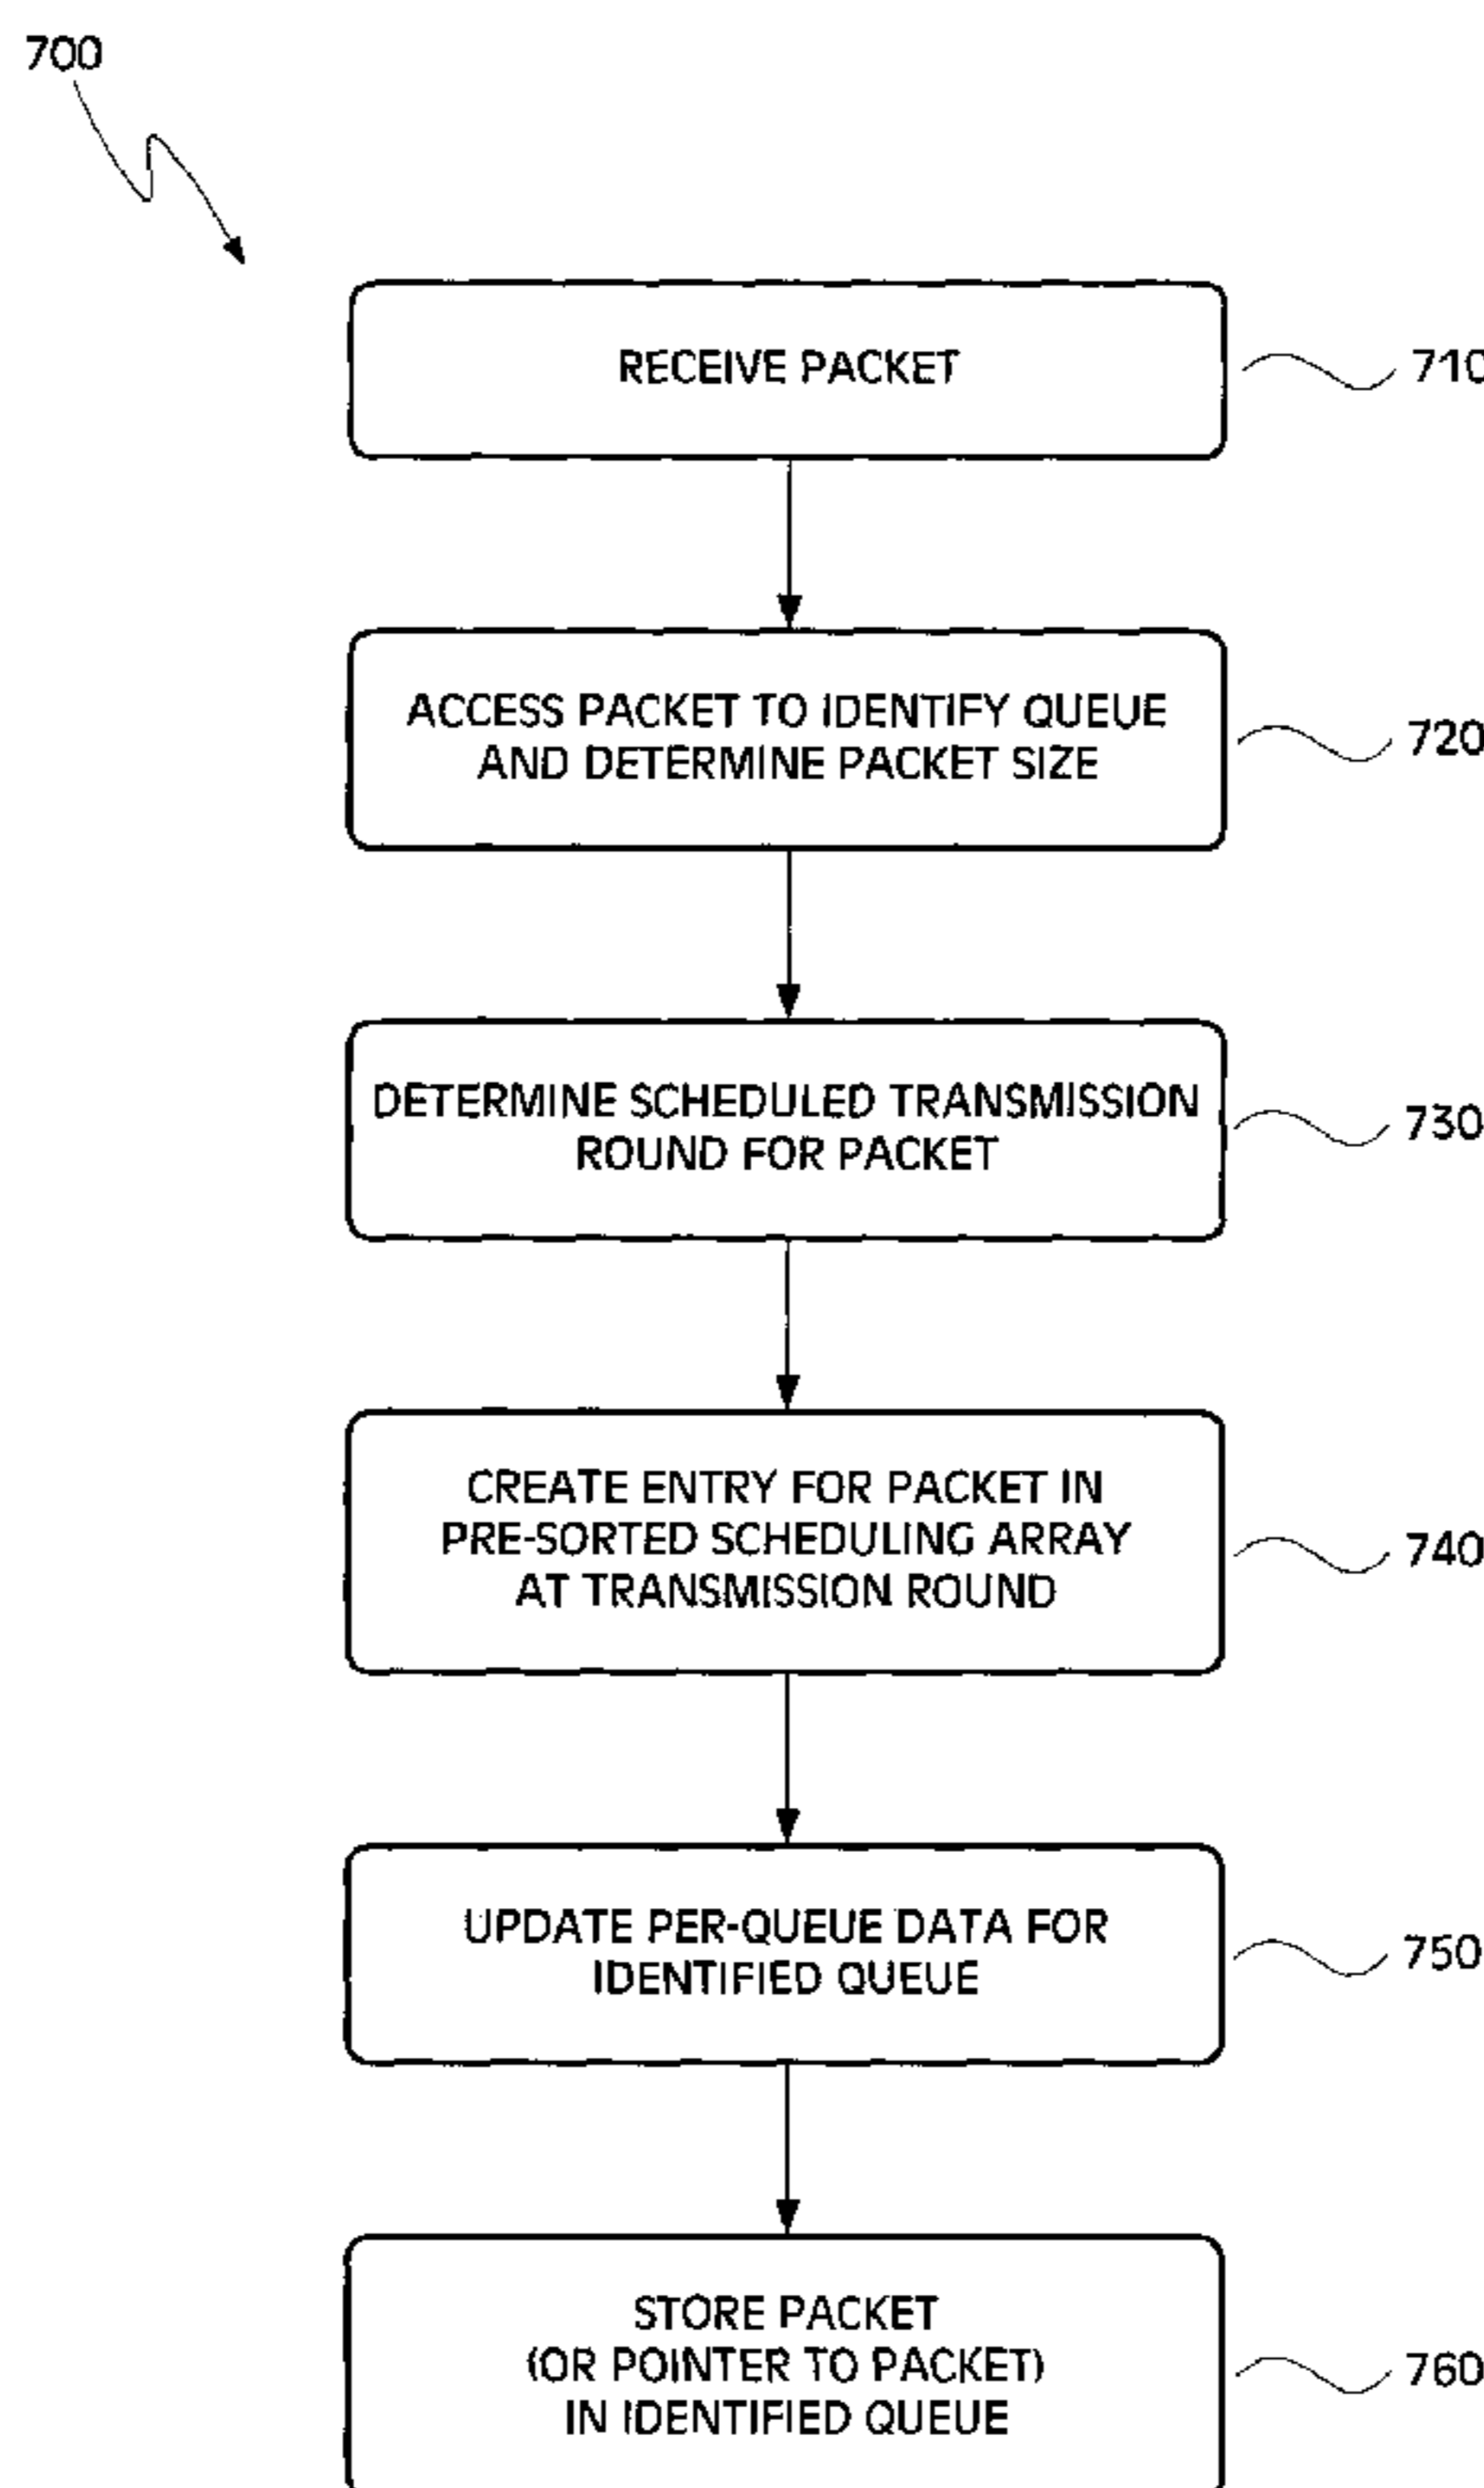 700
RECEIVE PACKET
710
ACCESS PACKET TO IDENTIFY QUEUE
AND DETERMINE PACKET SIZE
720
DETERMINE SCHEDULED TRANSMISSION
ROUND FOR PACKET
730
CREATE ENTRY FOR PACKET IN
PRE-SORTED SCHEDULING ARRAY
AT TRANSMISSION ROUND
740
UPDATE PER-QUEUE DATA FOR
IDENTIFIED QUEUE
750
STORE PACKET
(OR POINTER TO PACKET)
IN IDENTIFIED QUEUE
760